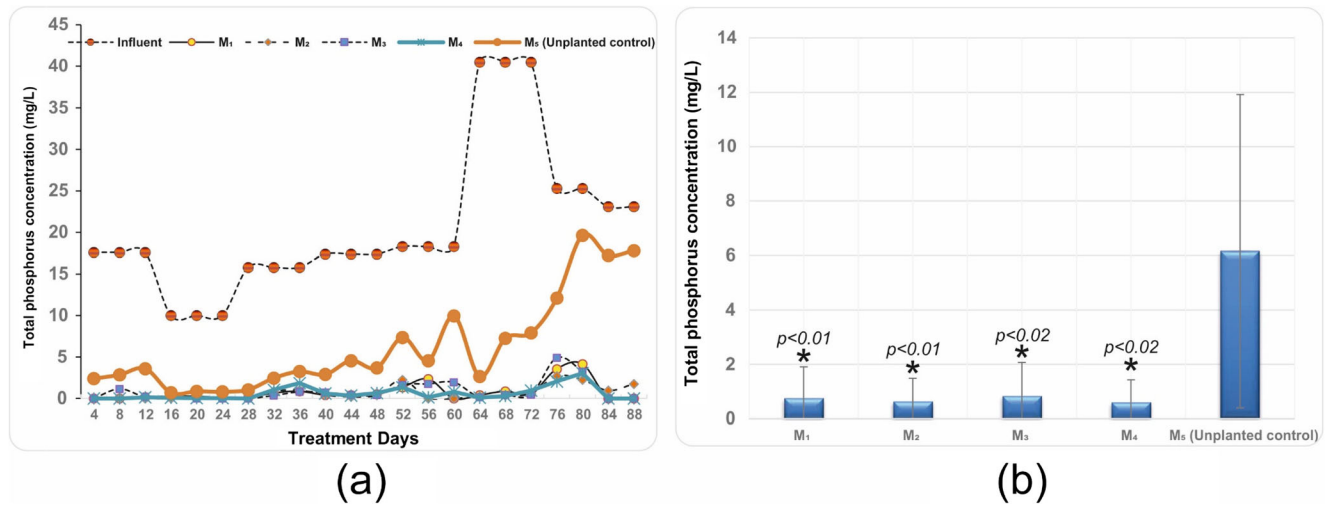 45
40
35
30
25
20
15
10
5
0
Total phosphorus concentration (mg/L)
Influent M₁ M₂ M₃ M₄ M₅ (Unplanted control)
4 8 12 16 20 24 28 32 36 40 44 48 52 56 60 64 68 72 76 80 84 88
Treatment Days
(a)
14
12
10
8
6
4
2
0
Total phosphorus concentration (mg/L)
p<0.01 p<0.01 p<0.02 p<0.02
* * * *
M₁ M₂ M₃ M₄ M₅ (Unplanted control)
(b)